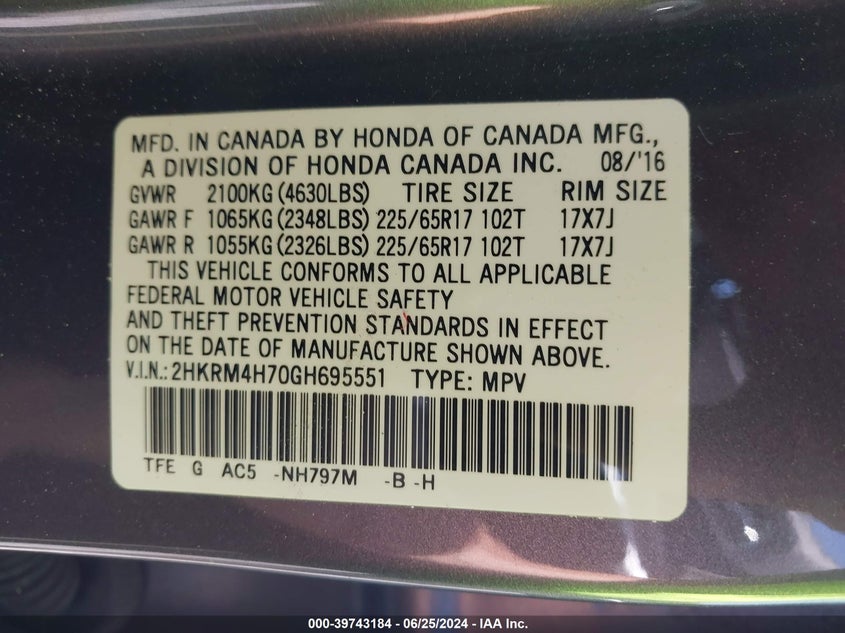 MFD. IN CANADA BY HONDA OF CANADA MFG.,
A DIVISION OF HONDA CANADA INC. 08/'16
GVWR 2100KG(4630LBS) TIRE SIZE RIM SIZE
GAWR F 1065KG(2348LBS) 225/65R17 102T 17X7J
GAWR R 1055KG(2326LBS) 225/65R17 102T 17X7J
THIS VEHICLE CONFORMS TO ALL APPLICABLE
FEDERAL MOTOR VEHICLE SAFETY
AND THEFT PREVENTION STANDARDS IN EFFECT
ON THE DATE OF MANUFACTURE SHOWN ABOVE.
V.I.N.: 2HKRM4H70GH695551 TYPE: MPV
TFE G AC5 -NH797M -B -H
000-39743184 - 06/25/2024 - IAA Inc.